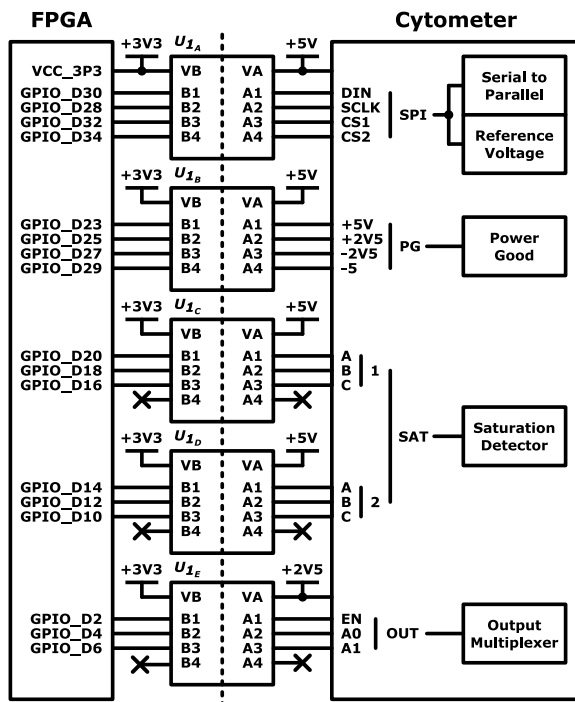 FPGA
Cytometer
+3V3 U1A +5V
VCC_3P3 VB VA
GPIO_D30 B1 A1 DIN
GPIO_D28 B2 A2 SCLK
GPIO_D32 B3 A3 CS1
GPIO_D34 B4 A4 CS2
SPI
Serial to
Parallel
Reference
Voltage
+3V3 U1B +5V
VB VA
GPIO_D23 B1 A1 +5V
GPIO_D25 B2 A2 +2V5
GPIO_D27 B3 A3 -2V5
GPIO_D29 B4 A4 -5
PG
Power
Good
+3V3 U1C +5V
VB VA
GPIO_D20 B1 A1 A
GPIO_D18 B2 A2 B
GPIO_D16 B3 A3 C
B4 A4
1
SAT
Saturation
Detector
+3V3 U1D +5V
VB VA
GPIO_D14 B1 A1 A
GPIO_D12 B2 A2 B
GPIO_D10 B3 A3 C
B4 A4
2
+3V3 U1E +2V5
VB VA
GPIO_D2 B1 A1 EN
GPIO_D4 B2 A2 A0
GPIO_D6 B3 A3 A1
B4 A4
OUT
Output
Multiplexer